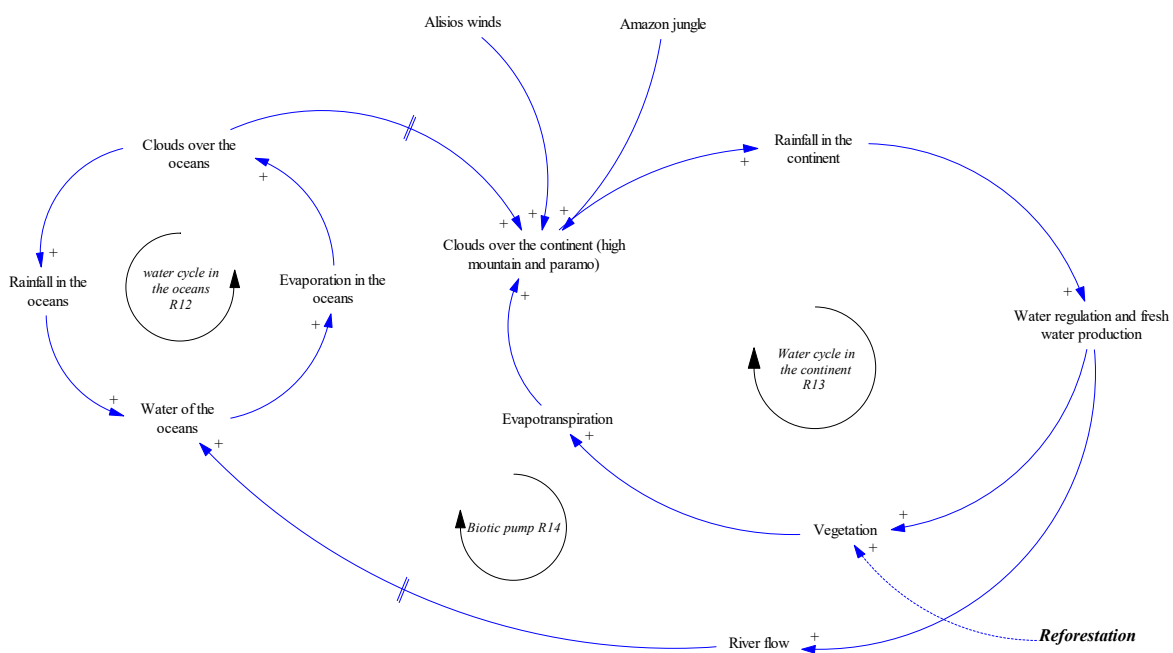 Alisios winds
Amazon jungle
Clouds over the
oceans
Rainfall in the
continent
+
+
+
+
+
+
Clouds over the continent (high
mountain and paramo)
Rainfall in the
oceans
water cycle in
the oceans
R12
Evaporation in the
oceans
+
+
+
Water regulation and fresh
water production
Water cycle in
the continent
R13
+
Water of the
oceans
+
Evapotranspiration
+
+
Biotic pump R14
Vegetation
+
+
Reforestation
River flow
+